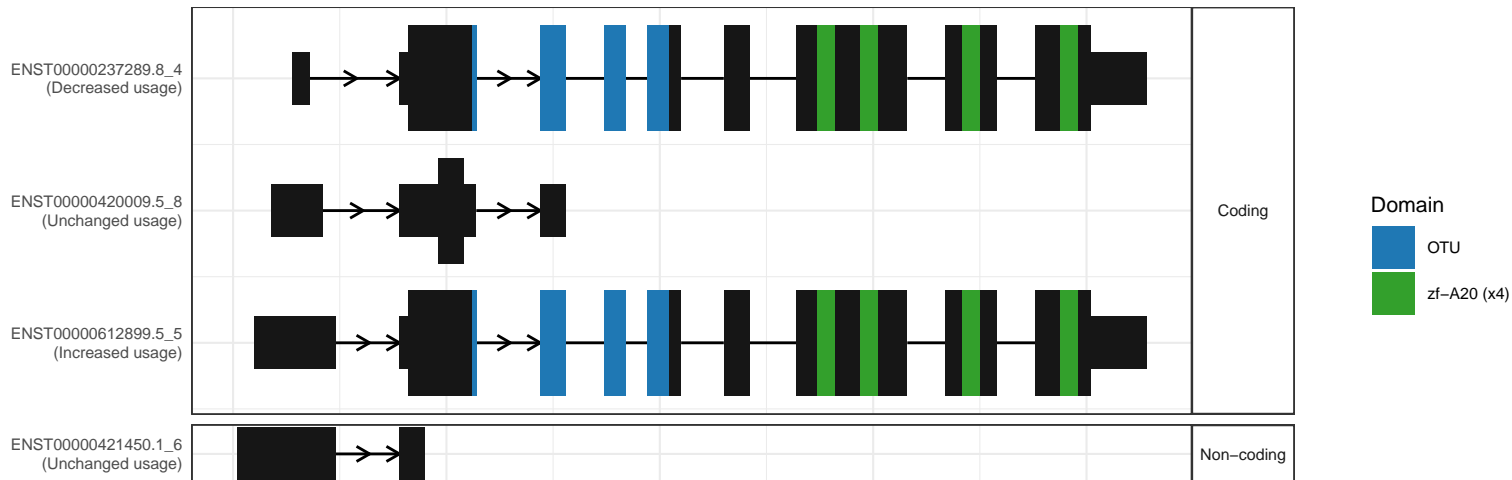 ENST00000237289.8_4
(Decreased usage)
ENST00000420009.5_8
(Unchanged usage)
Coding
ENST00000612899.5_5
(Increased usage)
ENST00000421450.1_6
(Unchanged usage)
Non−coding
Domain
OTU
zf−A20 (x4)